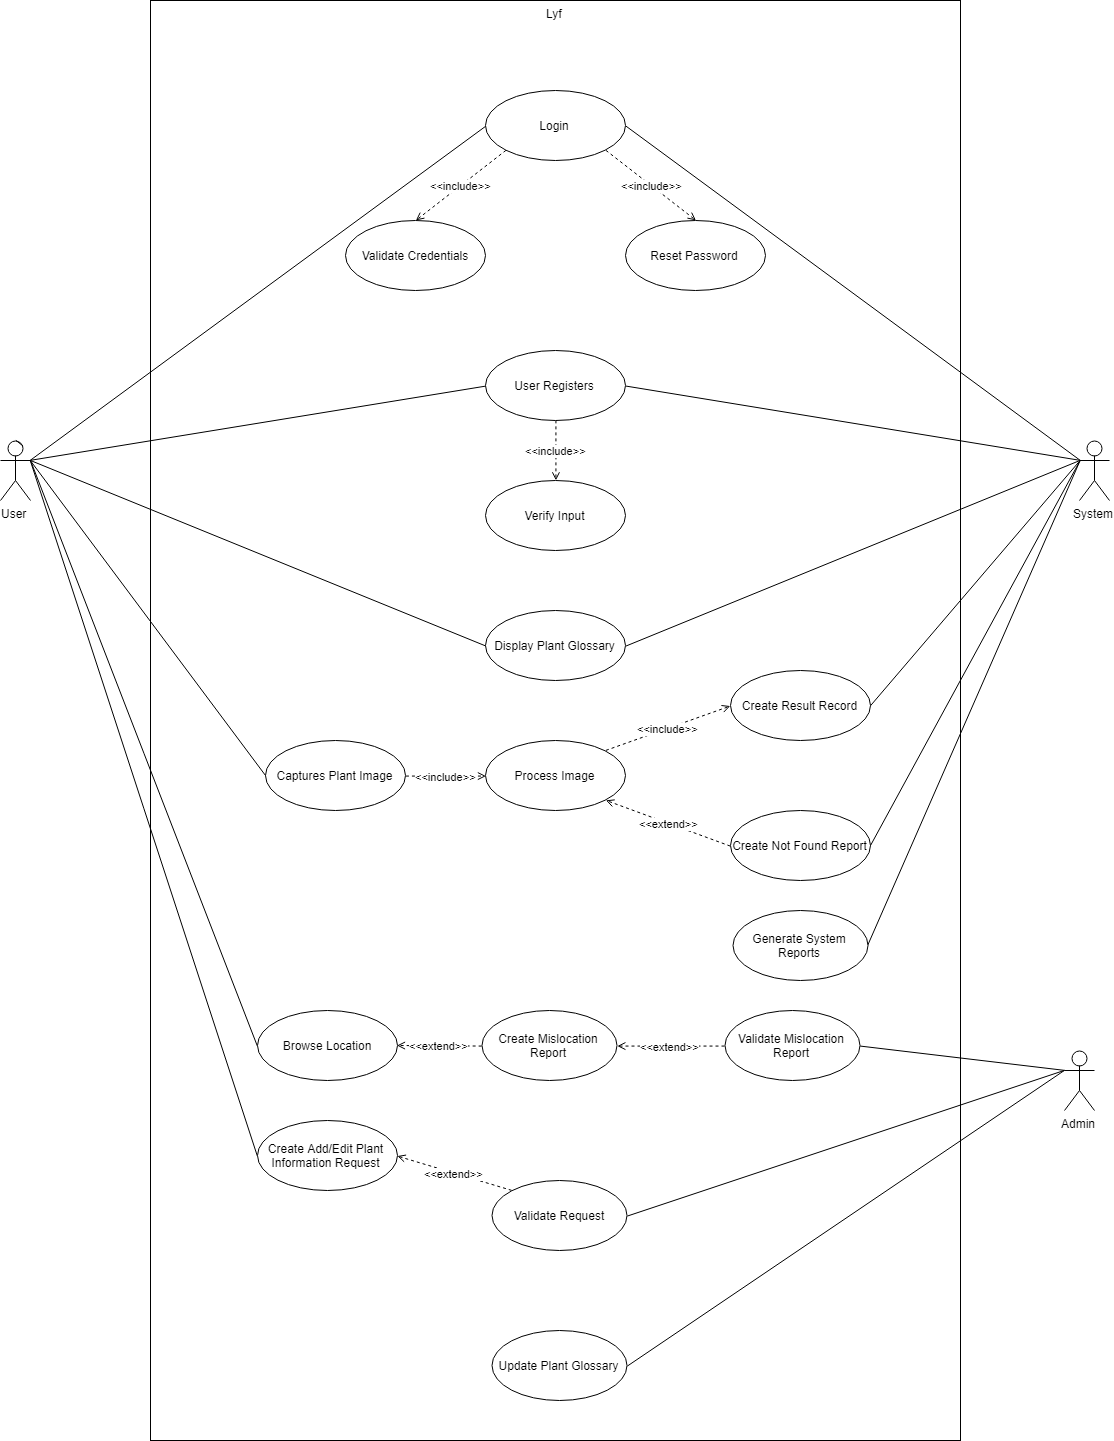 Lyf
Login
<<include>>
<<include>>
Validate Credentials
Reset Password
User Registers
<<include>>
User
System
Verify Input
Display Plant Glossary
Create Result Record
<<include>>
Captures Plant Image
<<include>>
Process Image
<<extend>>
Create Not Found Report
Generate System
Reports
Browse Location
<<extend>>
Create Mislocation
Report
<<extend>>
Validate Mislocation
Report
Admin
Create Add/Edit Plant
Information Request
<<extend>>
Validate Request
Update Plant Glossary